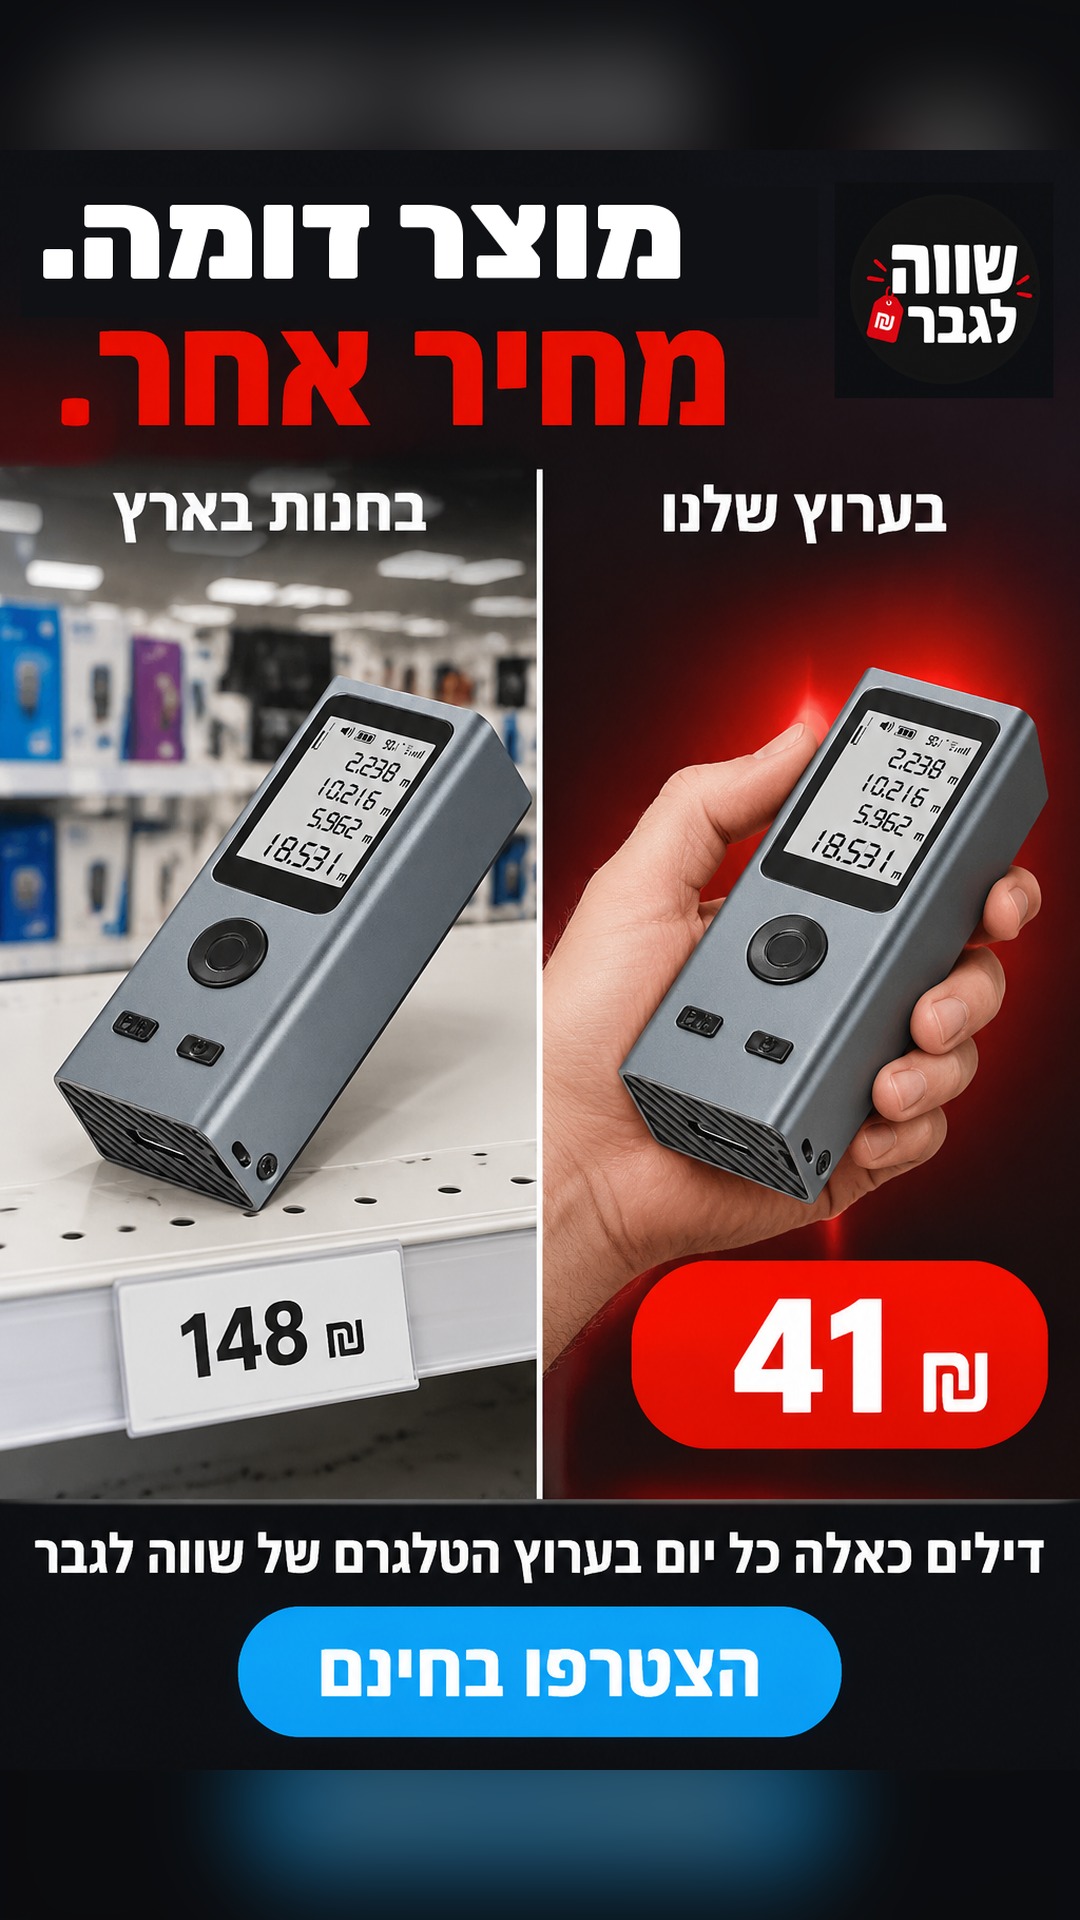 מוצר דומה.
מחיר אחר.
שווה
לגבר
₪
בערוץ שלנו
בחנות בארץ
2.238 m
10.216 m
5.962 m
18.531 m
2.238 m
10.216 m
5.962 m
18.531 m
148 ₪
41 ₪
דילים כאלה כל יום בערוץ הטלגרם של שווה לגבר
הצטרפו בחינם